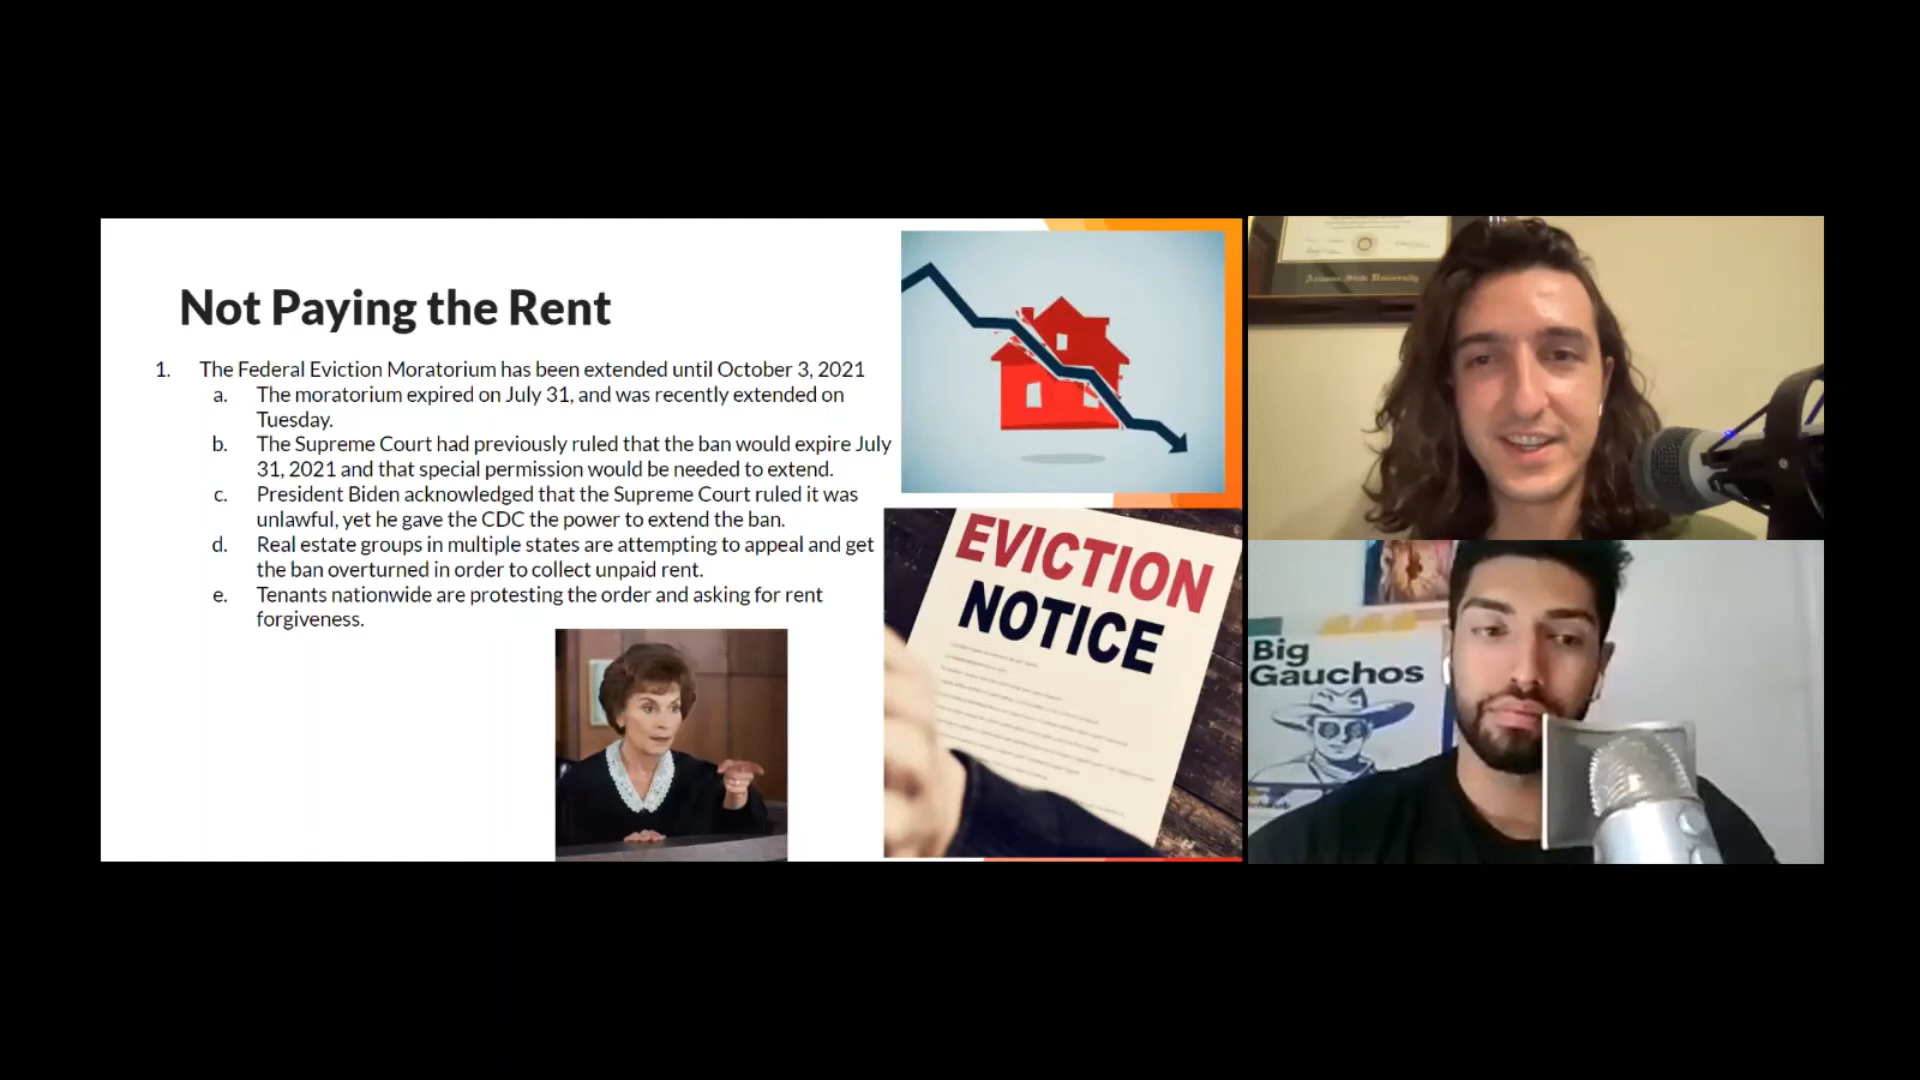 Not Paying the Rent
1. The Federal Eviction Moratorium has been extended until October 3, 2021
a. The moratorium expired on July 31, and was recently extended on
Tuesday.
b. The Supreme Court had previously ruled that the ban would expire July
31, 2021 and that special permission would be needed to extend.
c. President Biden acknowledged that the Supreme Court ruled it was
unlawful, yet he gave the CDC the power to extend the ban.
d. Real estate groups in multiple states are attempting to appeal and get
the ban overturned in order to collect unpaid rent.
e. Tenants nationwide are protesting the order and asking for rent
forgiveness.
EVICTION
NOTICE
Arizona State University
Big
Gauchos